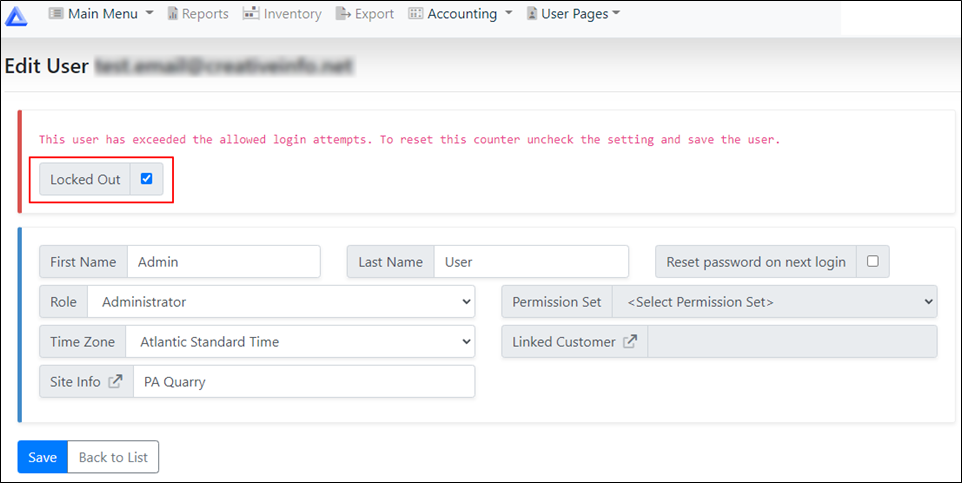 Main Menu Reports Inventory Export Accounting User Pages
Edit User
This user has exceeded the allowed login attempts. To reset this counter uncheck the setting and save the user.
Locked Out
First Name Admin Last Name User Reset password on next login
Role Administrator Permission Set <Select Permission Set>
Time Zone Atlantic Standard Time Linked Customer
Site Info PA Quarry
Save Back to List